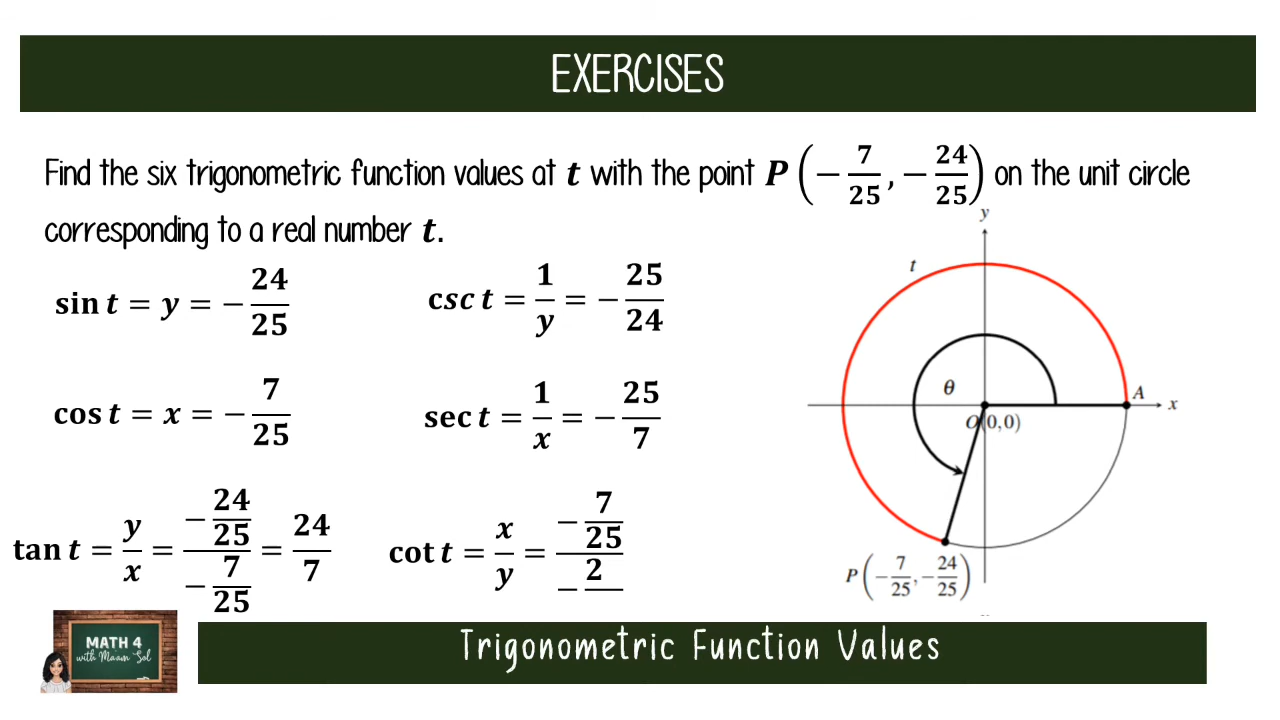 EXERCISES
Find the six trigonometric function values at t with the point P(−7/25, −24/25) on the unit circle
corresponding to a real number t.
sin t = y = −24/25
csc t = 1/y = −25/24
cos t = x = −7/25
sec t = 1/x = −25/7
tan t = y/x = (−24/25)/(−7/25) = 24/7
cot t = x/y = (−7/25)/(−2/ )
y
t
θ
A
x
O(0,0)
P(−7/25, −24/25)
MATH 4
with Ma'am Sol
Trigonometric Function Values